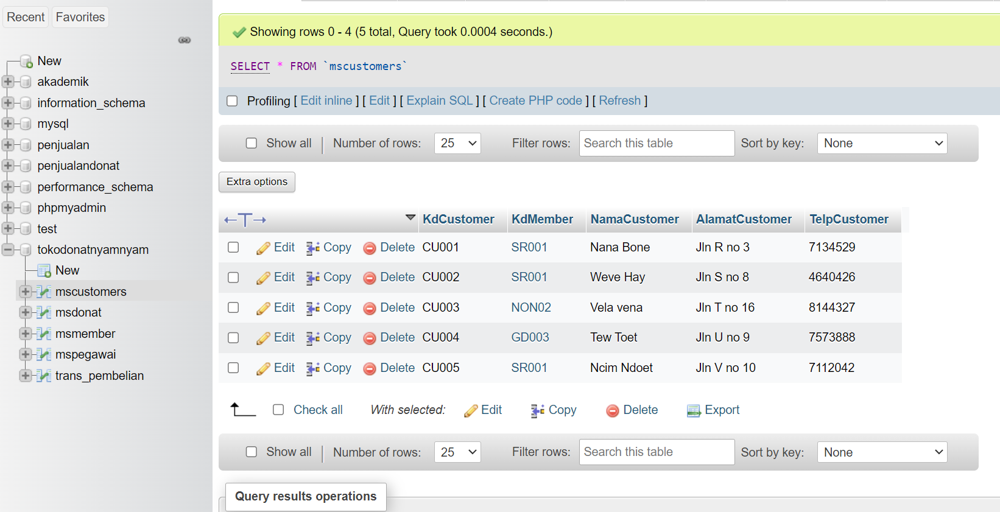 Recent Favorites
New
akademik
information_schema
mysql
penjualan
penjualandonat
performance_schema
phpmyadmin
test
tokodonatnyamnyam
New
mscustomers
msdonat
msmember
mspegawai
trans_pembelian
Showing rows 0 - 4 (5 total, Query took 0.0004 seconds.)
SELECT * FROM `mscustomers`
Profiling [ Edit inline ] [ Edit ] [ Explain SQL ] [ Create PHP code ] [ Refresh ]
Show all | Number of rows: 25 Filter rows: Search this table Sort by key: None
Extra options
←T→ KdCustomer KdMember NamaCustomer AlamatCustomer TelpCustomer
Edit Copy Delete CU001 SR001 Nana Bone Jln R no 3 7134529
Edit Copy Delete CU002 SR001 Weve Hay Jln S no 8 4640426
Edit Copy Delete CU003 NON02 Vela vena Jln T no 16 8144327
Edit Copy Delete CU004 GD003 Tew Toet Jln U no 9 7573888
Edit Copy Delete CU005 SR001 Ncim Ndoet Jln V no 10 7112042
Check all With selected: Edit Copy Delete Export
Show all | Number of rows: 25 Filter rows: Search this table Sort by key: None
Query results operations